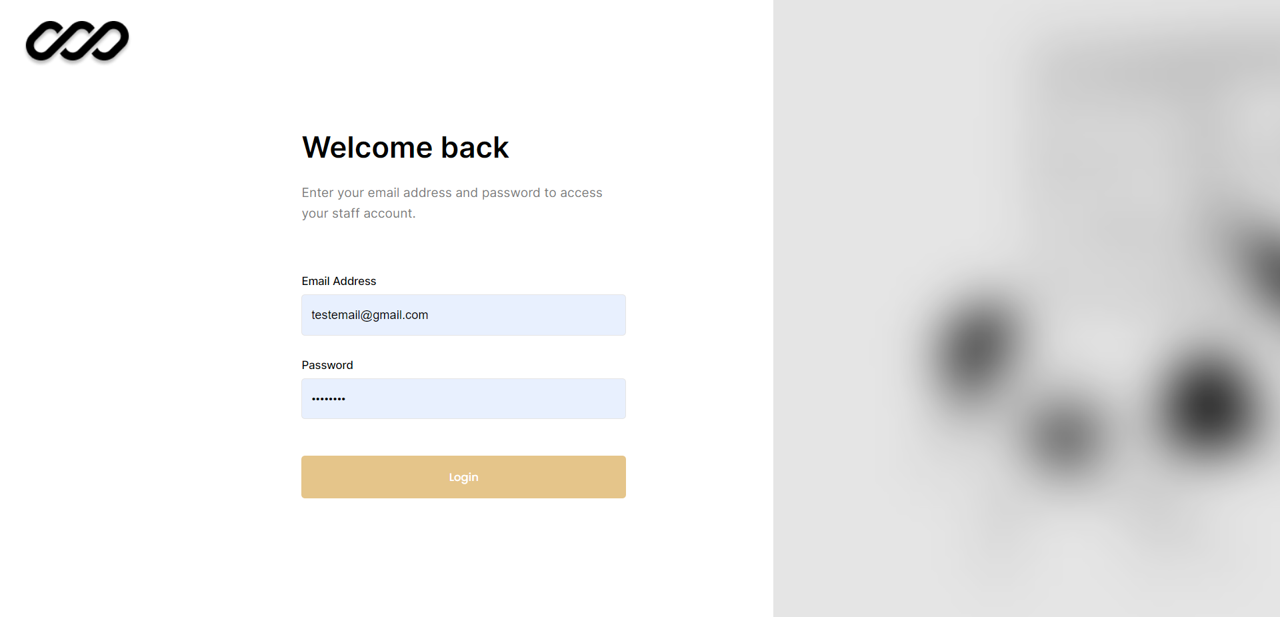 Welcome back
Enter your email address and password to access
your staff account.
Email Address
testemail@gmail.com
Password
••••••••
Login